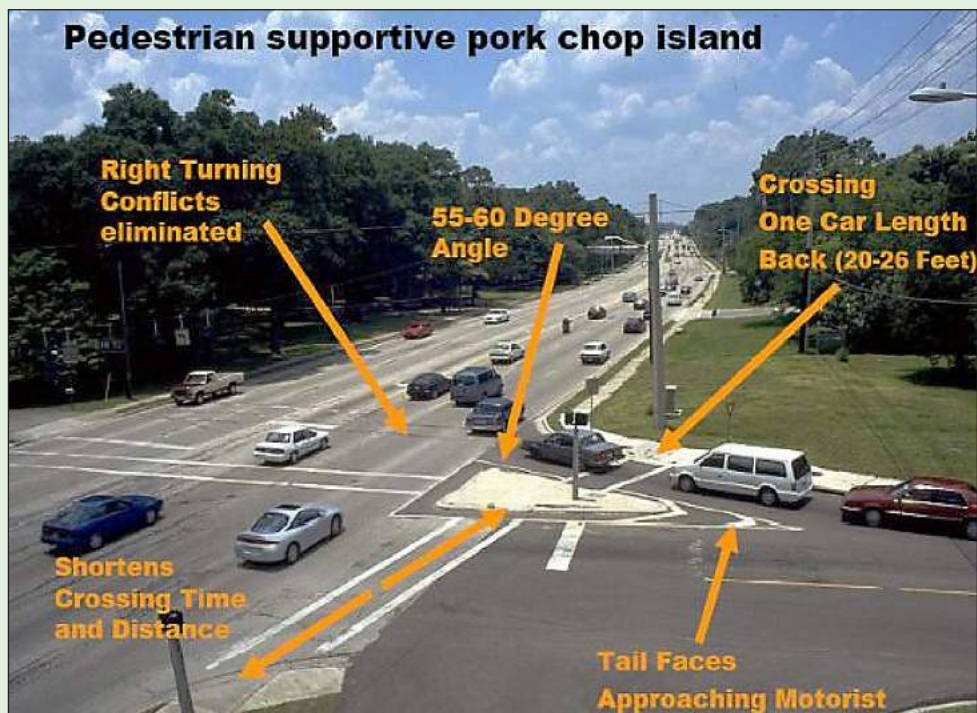 Pedestrian supportive pork chop island
Right Turning
Conflicts
eliminated
55-60 Degree
Angle
Crossing
One Car Length
Back (20-26 Feet)
Shortens
Crossing Time
and Distance
Tail Faces
Approaching Motorist